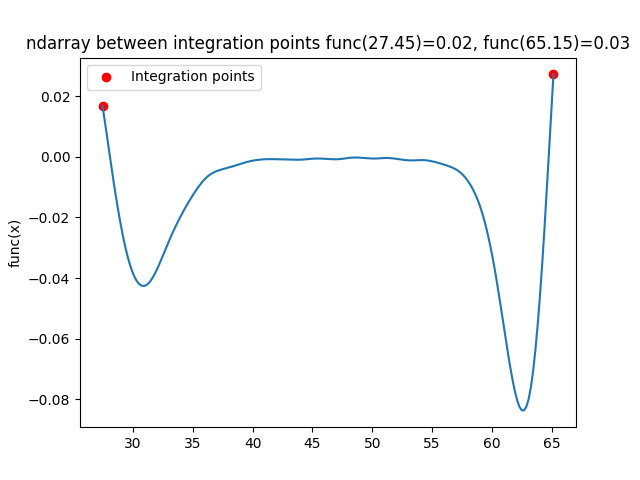 ndarray between integration points func(27.45)=0.02, func(65.15)=0.03
Integration points
func(x)
0.02
0.00
−0.02
−0.04
−0.06
−0.08
30 35 40 45 50 55 60 65